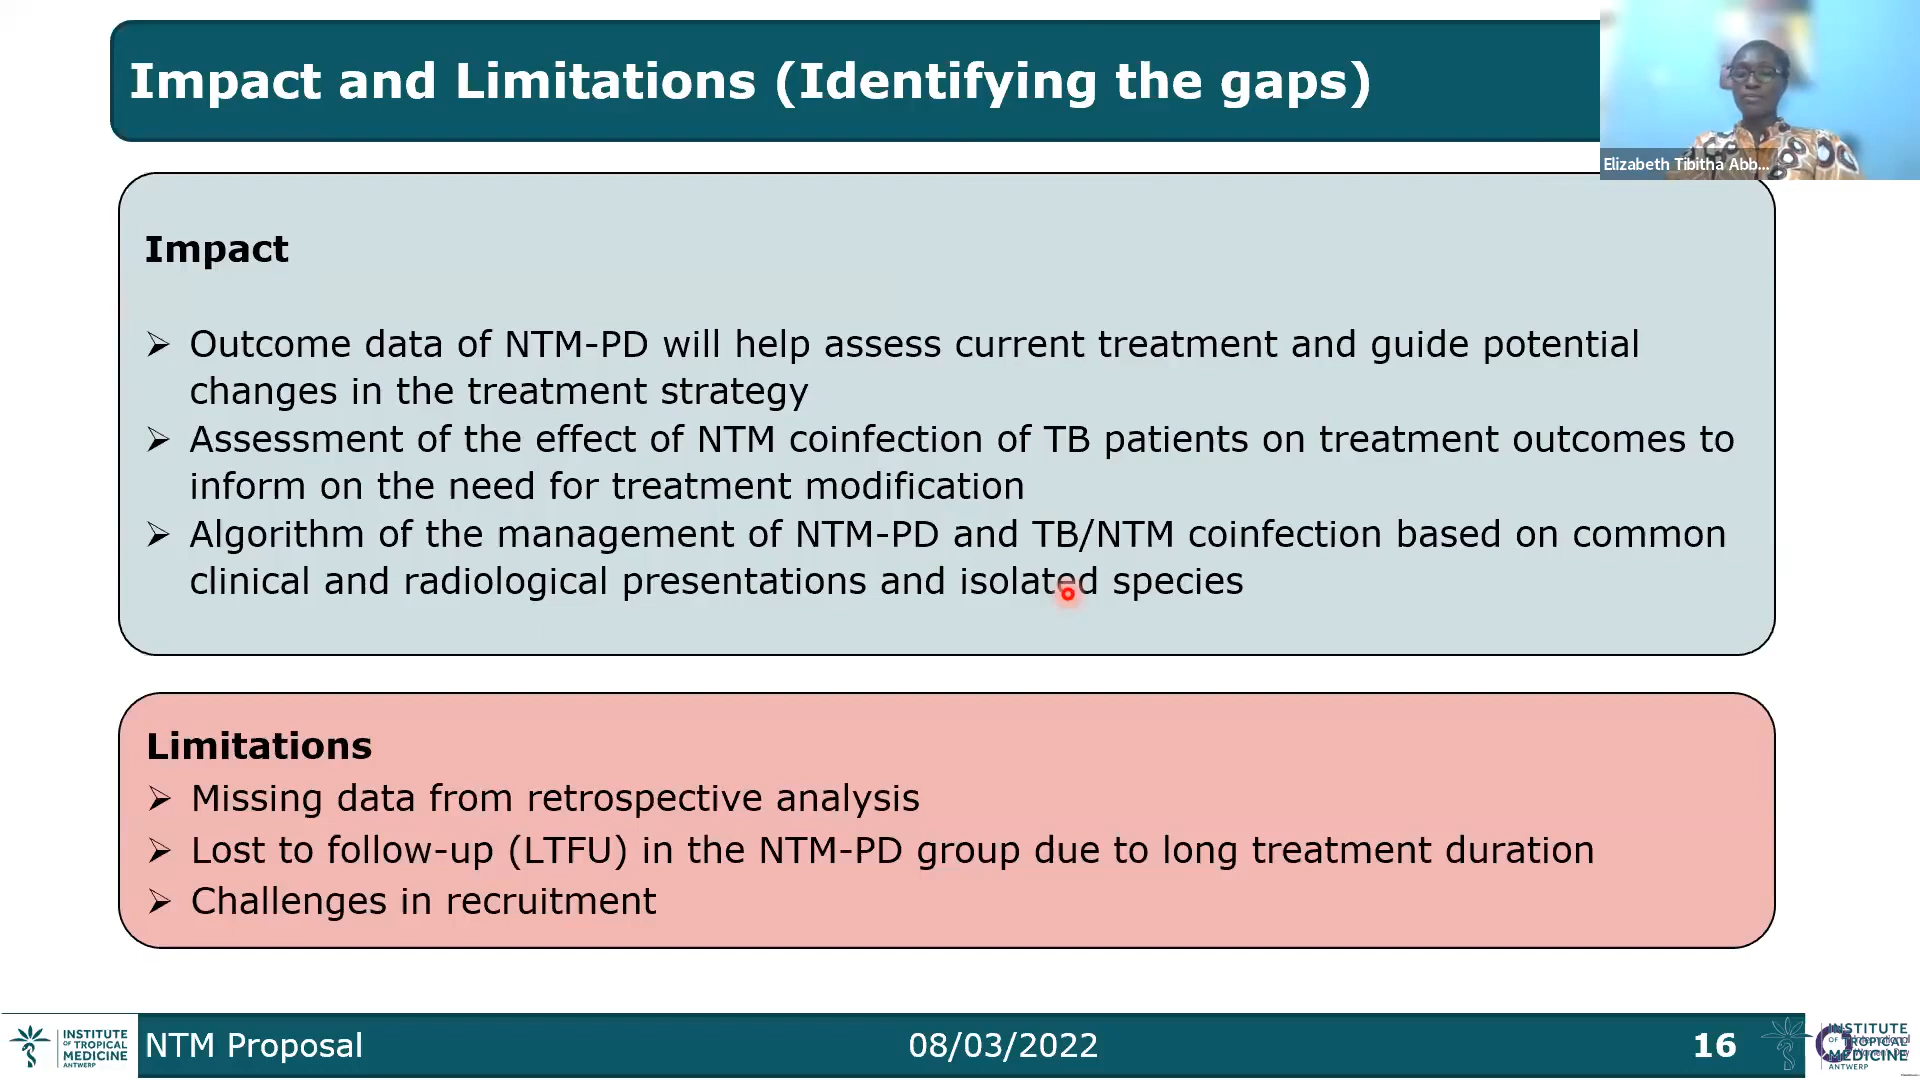 Impact and Limitations (Identifying the gaps)
Elizabeth Tibitha Abb...
Impact
➢ Outcome data of NTM-PD will help assess current treatment and guide potential
changes in the treatment strategy
➢ Assessment of the effect of NTM coinfection of TB patients on treatment outcomes to
inform on the need for treatment modification
➢ Algorithm of the management of NTM-PD and TB/NTM coinfection based on common
clinical and radiological presentations and isolated species
Limitations
➢ Missing data from retrospective analysis
➢ Lost to follow-up (LTFU) in the NTM-PD group due to long treatment duration
➢ Challenges in recruitment
INSTITUTE
OF TROPICAL
MEDICINE
ANTWERP
NTM Proposal
08/03/2022
16
INSTITUTE
OF TROPICAL
MEDICINE
ANTWERP